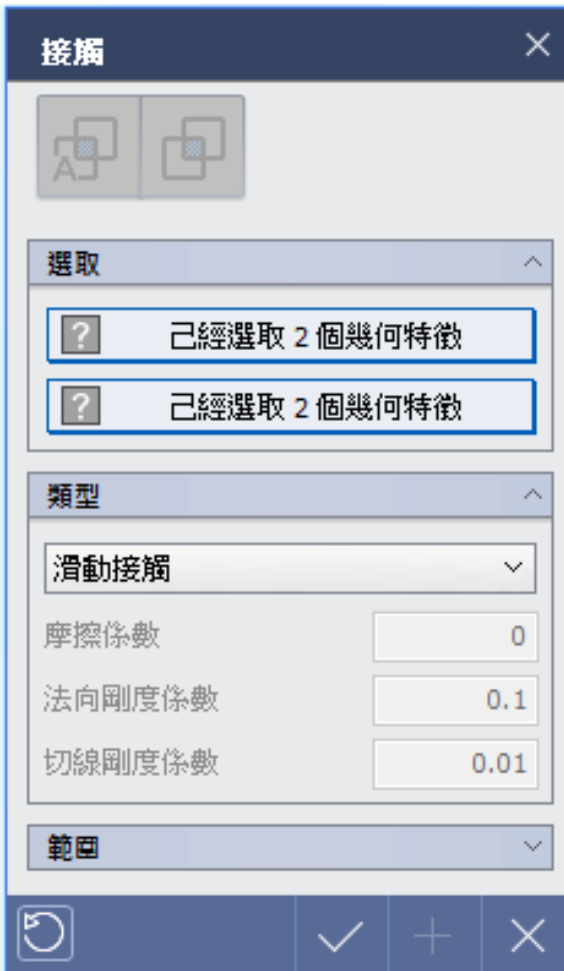 接觸
A
選取
? 己經選取 2 個幾何特徵
? 己經選取 2 個幾何特徵
類型
滑動接觸
摩擦係數 0
法向剛度係數 0.1
切線剛度係數 0.01
範圍